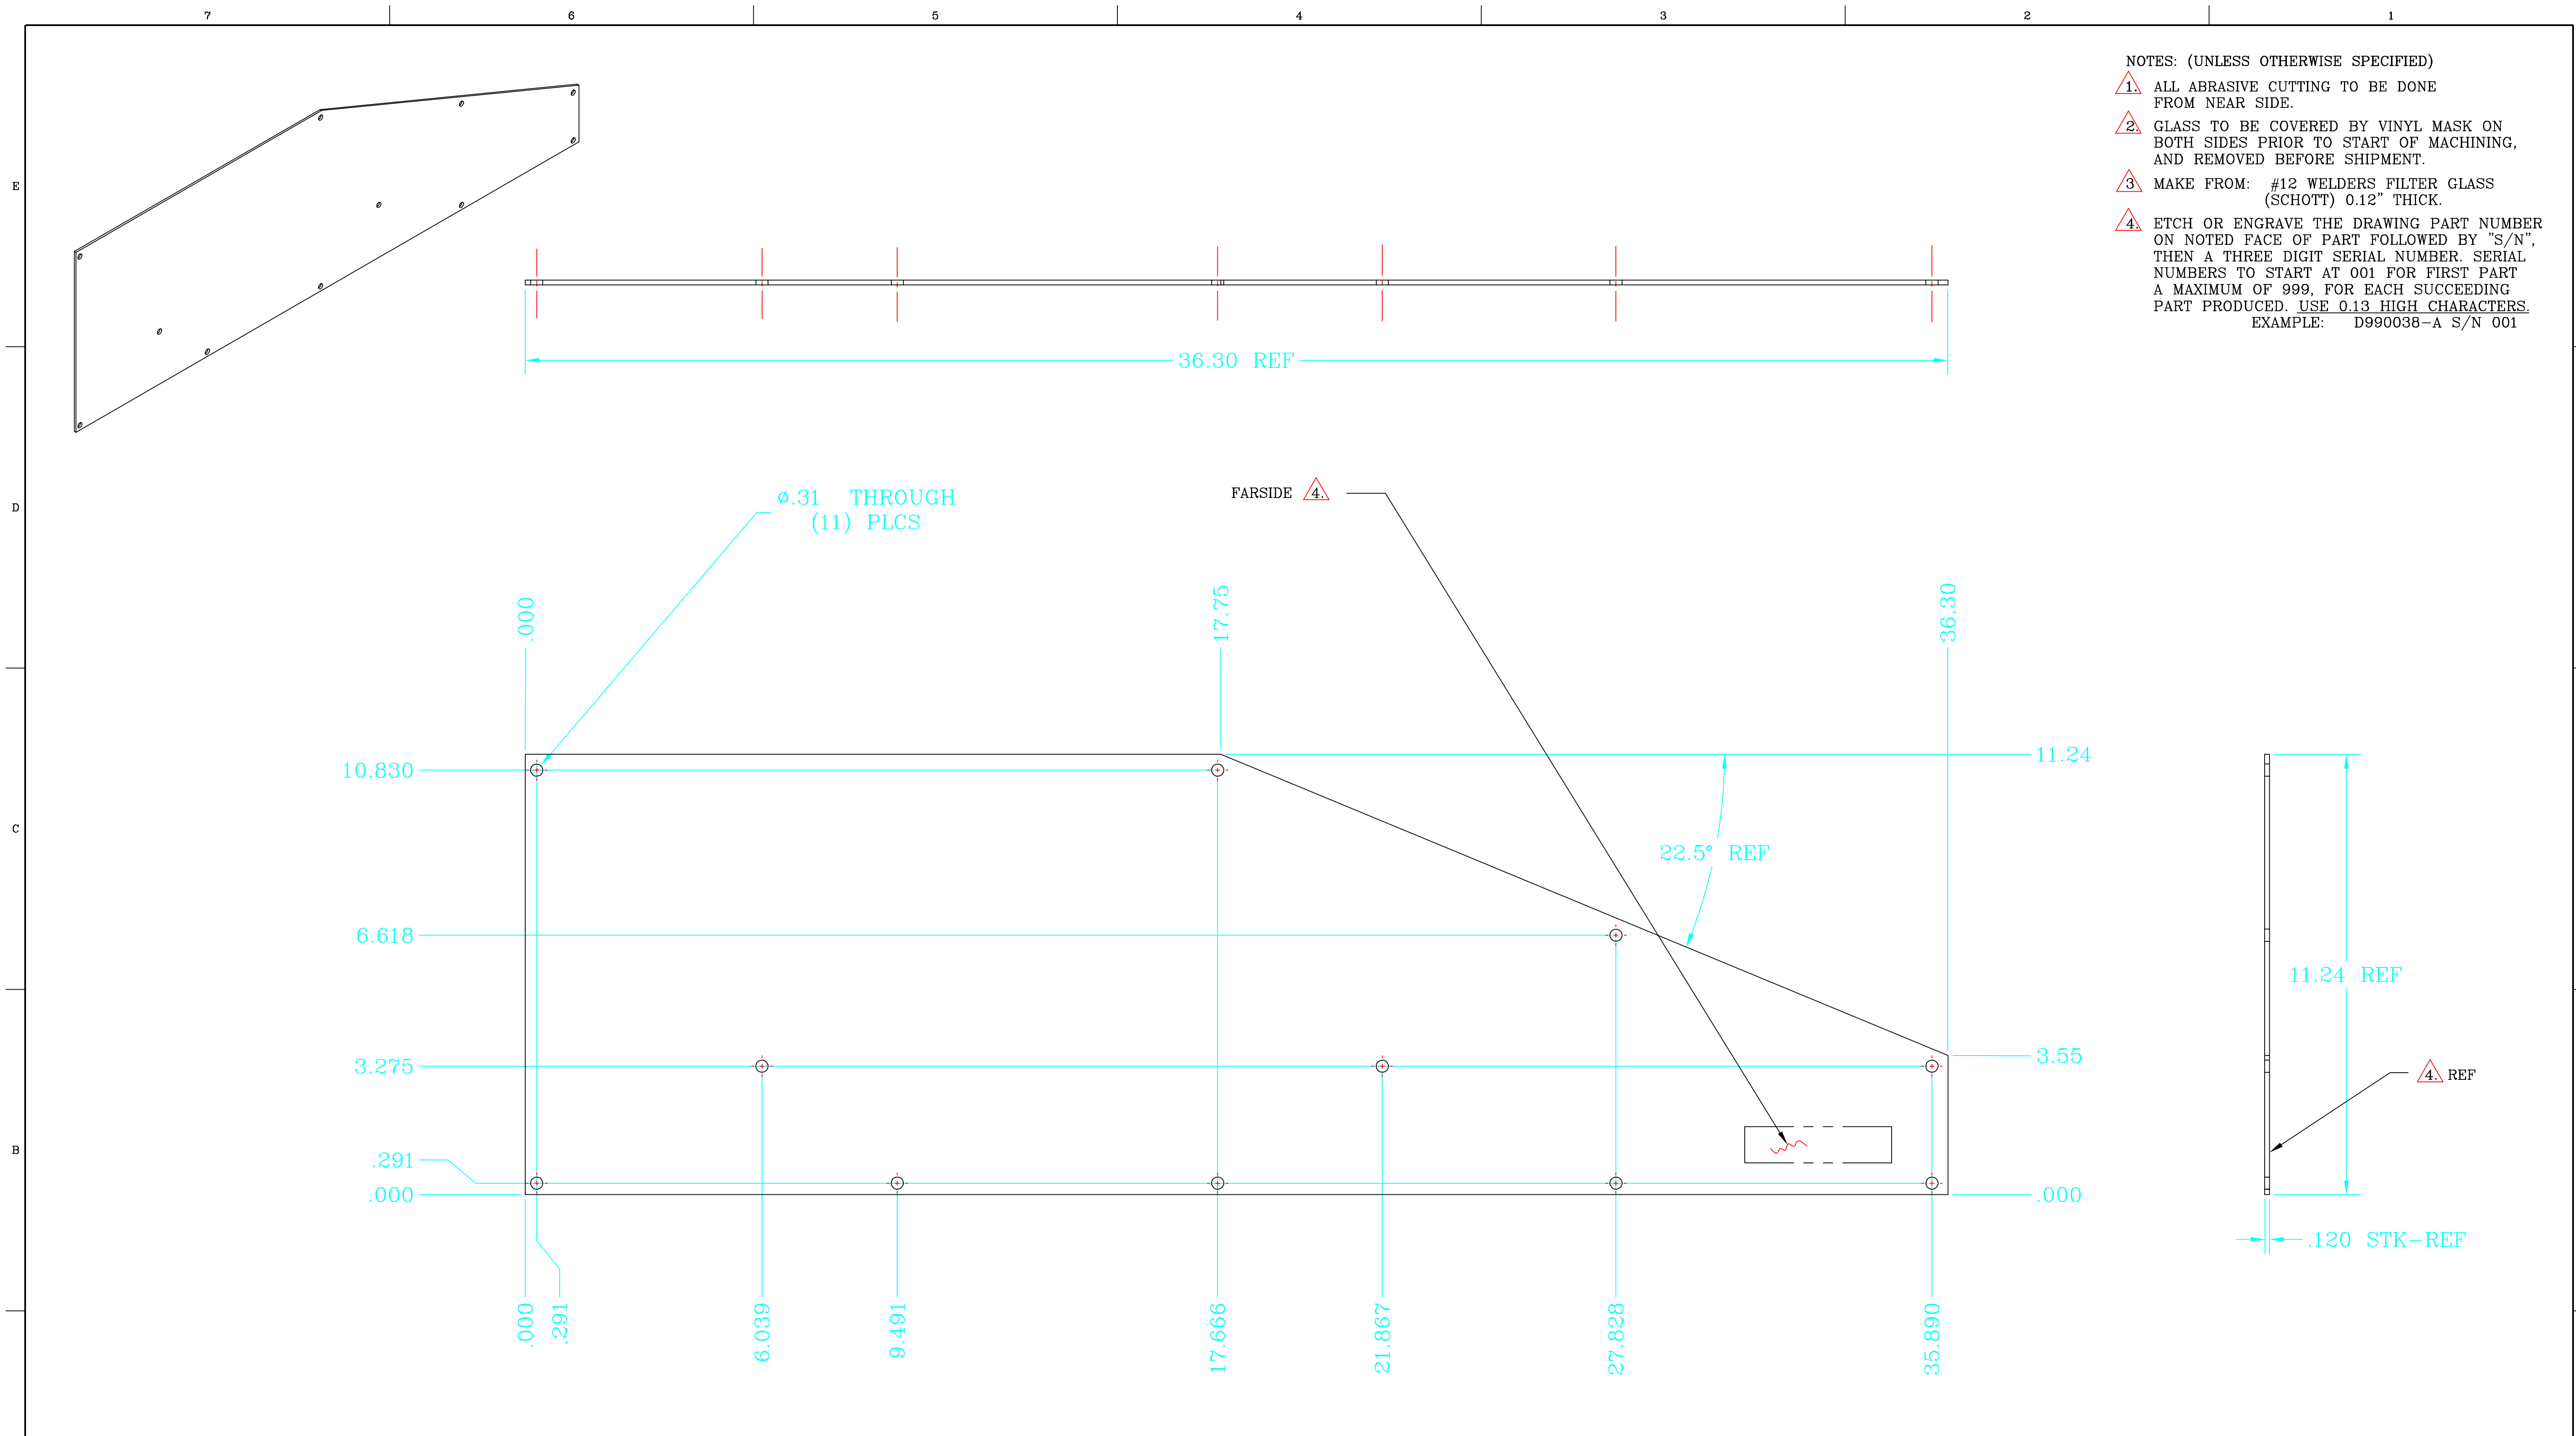 7 6 5 4 3 2 1
NOTES: (UNLESS OTHERWISE SPECIFIED)
1. ALL ABRASIVE CUTTING TO BE DONE
FROM NEAR SIDE.
2. GLASS TO BE COVERED BY VINYL MASK ON
BOTH SIDES PRIOR TO START OF MACHINING,
AND REMOVED BEFORE SHIPMENT.
3 MAKE FROM: #12 WELDERS FILTER GLASS
(SCHOTT) 0.12" THICK.
4. ETCH OR ENGRAVE THE DRAWING PART NUMBER
ON NOTED FACE OF PART FOLLOWED BY "S/N",
THEN A THREE DIGIT SERIAL NUMBER. SERIAL
NUMBERS TO START AT 001 FOR FIRST PART
A MAXIMUM OF 999, FOR EACH SUCCEEDING
PART PRODUCED. USE 0.13 HIGH CHARACTERS.
EXAMPLE: D990038-A S/N 001
E
36.30 REF
D
ø.31 THROUGH
(11) PLCS
FARSIDE 4.
.000
17.75
36.30
10.830
11.24
C
22.5° REF
6.618
11.24 REF
3.275
3.55
4. REF
B
.291
.000
.000
.120 STK-REF
.000
.291
6.039
9.491
17.666
21.867
27.828
35.890